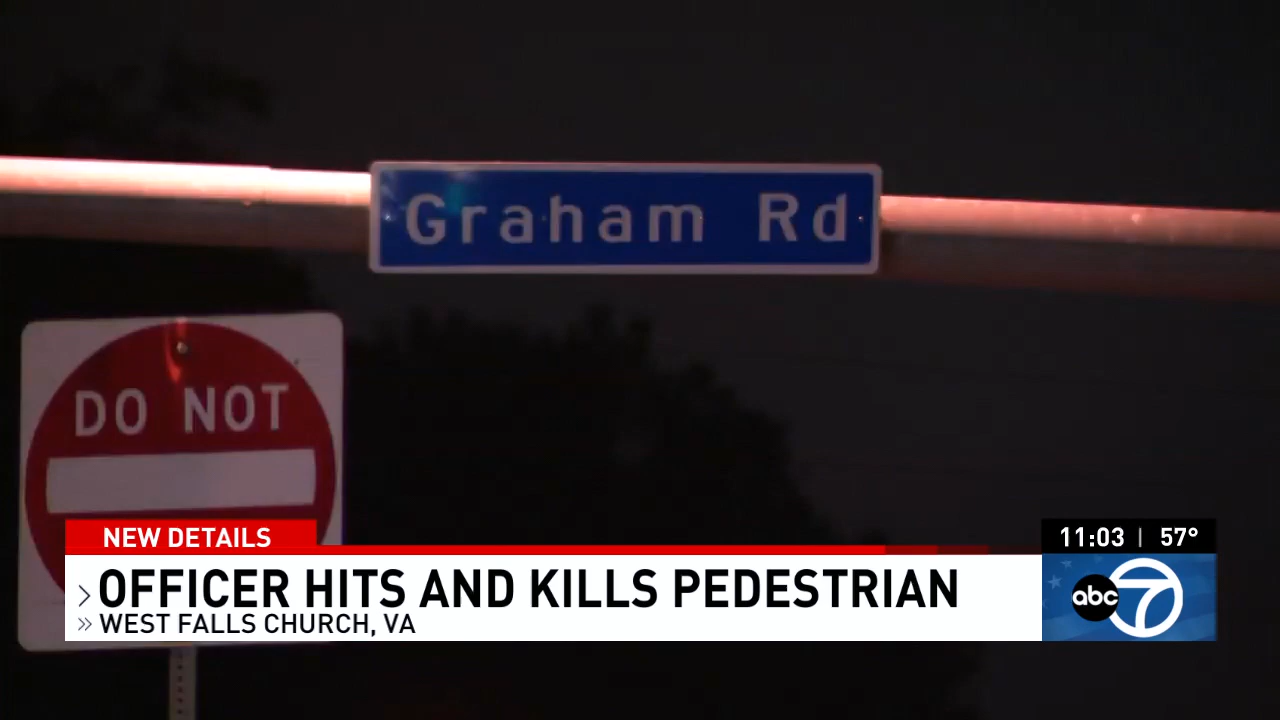 Graham Rd
DO NOT
NEW DETAILS
11:03 | 57°
OFFICER HITS AND KILLS PEDESTRIAN
WEST FALLS CHURCH, VA
abc 7